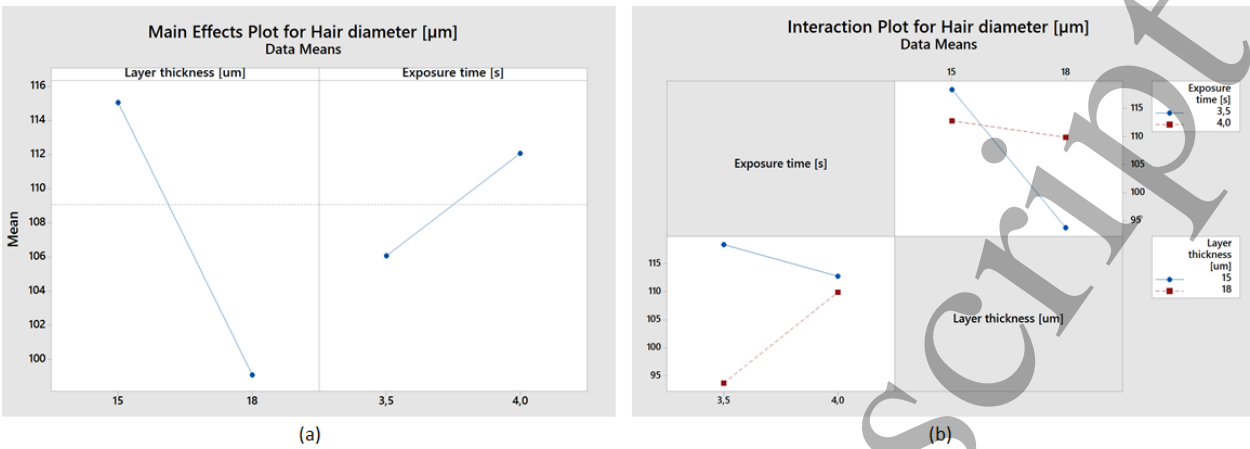 Main Effects Plot for Hair diameter [µm]
Data Means
Layer thickness [um]
Exposure time [s]
116
114
112
110
108
106
104
102
100
Mean
15
18
3,5
4,0
(a)
Interaction Plot for Hair diameter [µm]
Data Means
15
18
Exposure time [s]
115
110
105
100
95
Exposure
time [s]
3,5
4,0
115
110
105
100
95
Layer thickness [um]
Layer
thickness
[um]
15
18
3,5
4,0
(b)
script